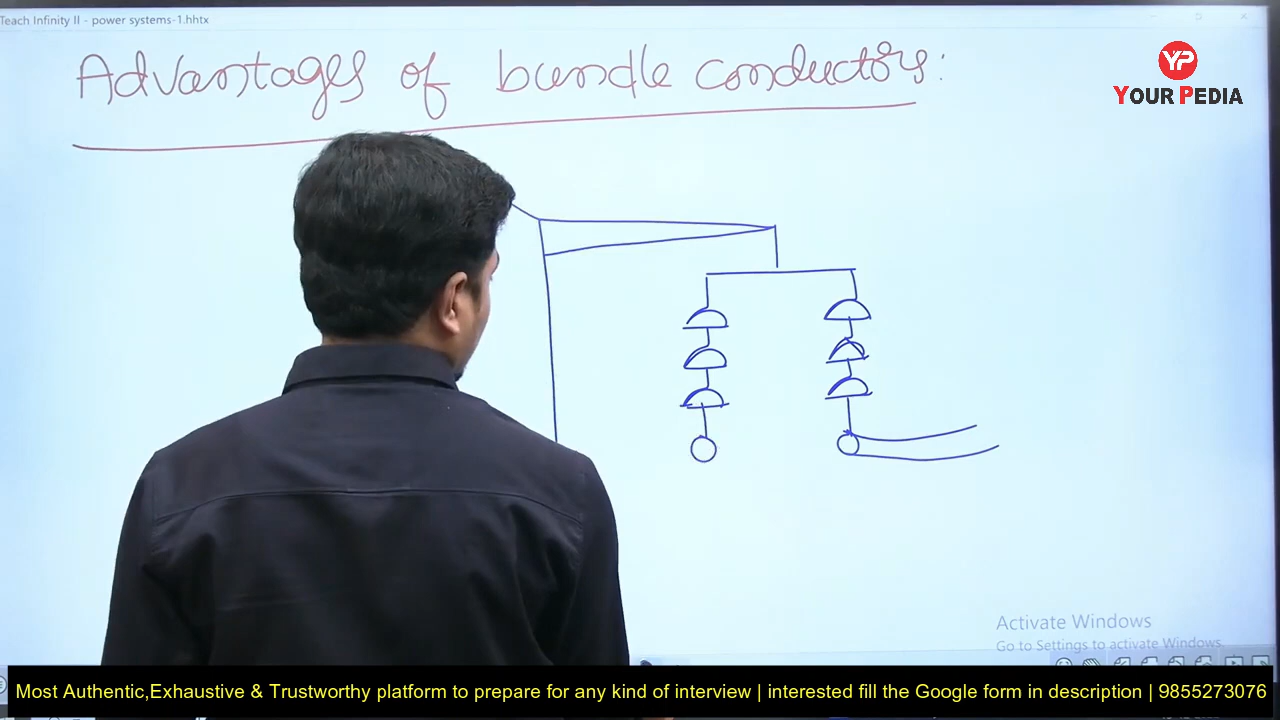 Teach Infinity II - power systems-1.hhtx
Advantages of bundle conductors:
YP
YOUR PEDIA
Activate Windows
Go to Settings to activate Windows.
Most Authentic,Exhaustive & Trustworthy platform to prepare for any kind of interview | interested fill the Google form in description | 9855273076